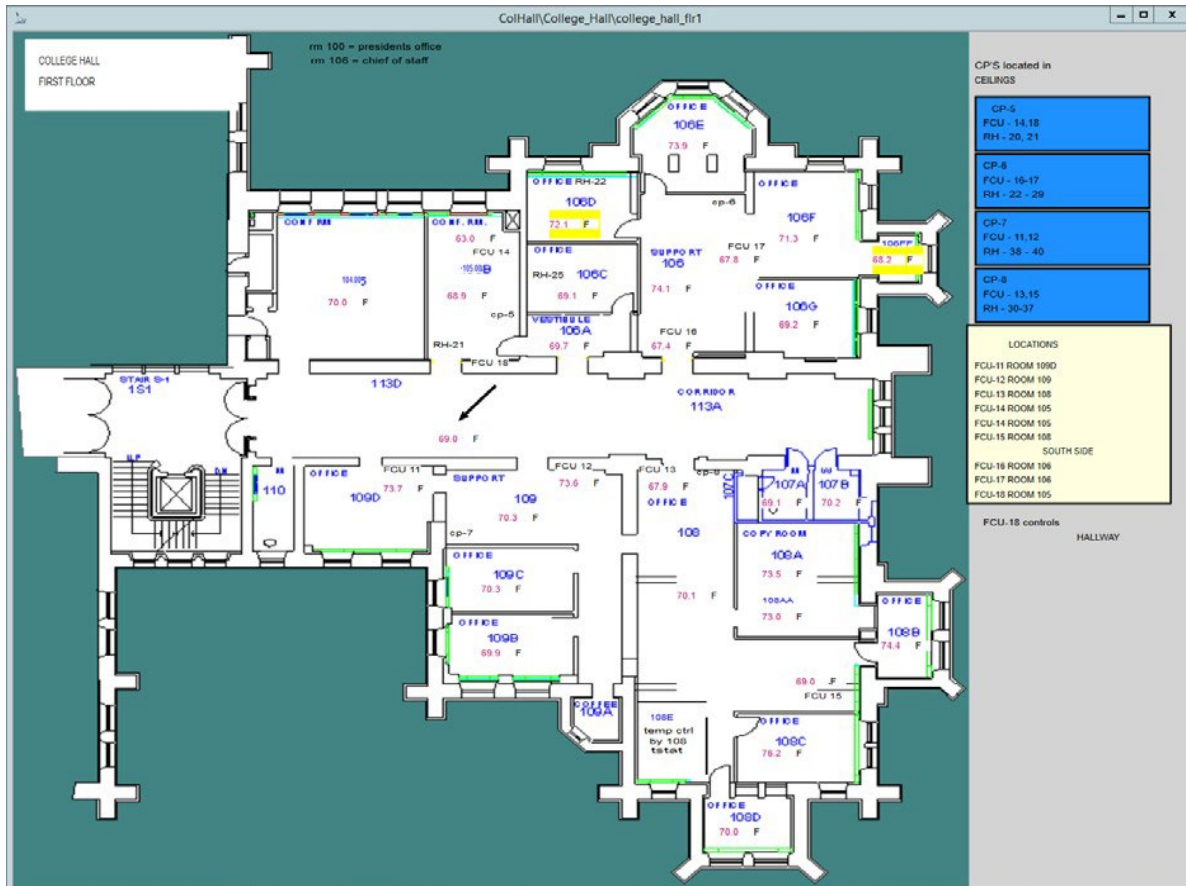 ColHall\College_Hall\college_hall_flr1
COLLEGE HALL
FIRST FLOOR
rm 100 = presidents office
rm 106 = chief of staff
CP'S located in
CEILINGS
CP-5
FCU - 14,18
RH - 20, 21
CP-6
FCU - 16-17
RH - 22 - 29
CP-7
FCU - 11,12
RH - 38 - 40
CP-8
FCU - 13,15
RH - 30-37
LOCATIONS
FCU-11 ROOM 109D
FCU-12 ROOM 109
FCU-13 ROOM 108
FCU-14 ROOM 105
FCU-14 ROOM 105
FCU-15 ROOM 108
SOUTH SIDE
FCU-16 ROOM 106
FCU-17 ROOM 106
FCU-18 ROOM 105
FCU-18 controls
HALLWAY
OFFICE
106E
73.9 F
OFFICE RH-22
106D
72.1 F
cp-6
OFFICE
106F
71.3 F
CONF. RM.
63.0 F
FCU 14
68.9 F
cp-5
RH-21
FCU 18
70.0 F
OFFICE
RH-25 106C
69.1 F
SUPPORT
106
74.1 F
FCU 17
67.8 F
68.2 F
OFFICE
106G
69.2 F
VESTIBULE
106A
69.7 F
FCU 16
67.4 F
STAIR S-1
1S1
UP
DN
113D
69.0 F
CORRIDOR
113A
110
OFFICE
FCU 11
109D
73.7 F
SUPPORT
109
70.3 F
cp-7
FCU 12
73.6 F
FCU 13
67.9 F
cp-8
OFFICE
108
70.1 F
107C
107A
69.1 F
107B
70.2 F
COPY ROOM
108A
73.5 F
108AA
73.0 F
OFFICE
109C
70.3 F
OFFICE
109B
69.9 F
OFFICE
108B
74.4 F
69.0 F
FCU 15
COFFEE
109A
108E
temp ctrl
by 108
tstat
OFFICE
108C
76.2 F
OFFICE
108D
70.0 F